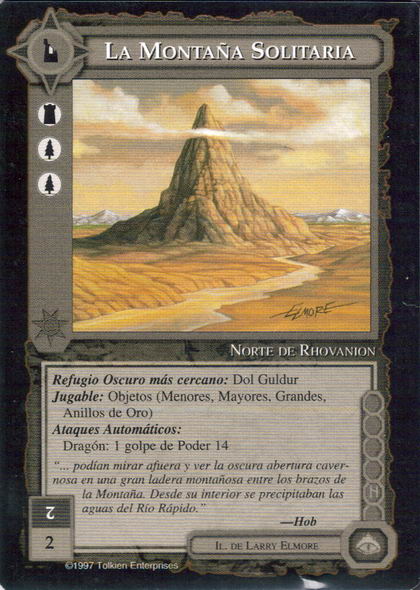 LA MONTAÑA SOLITARIA
ELMORE
NORTE DE RHOVANION
Refugio Oscuro más cercano: Dol Guldur
Jugable: Objetos (Menores, Mayores, Grandes,
Anillos de Oro)
Ataques Automáticos:
Dragón: 1 golpe de Poder 14
"... podían mirar afuera y ver la oscura abertura caver-
nosa en una gran ladera montañosa entre los brazos de
la Montaña. Desde su interior se precipitaban las
aguas del Río Rápido."
—Hob
2
2
IL. DE LARRY ELMORE
©1997 Tolkien Enterprises